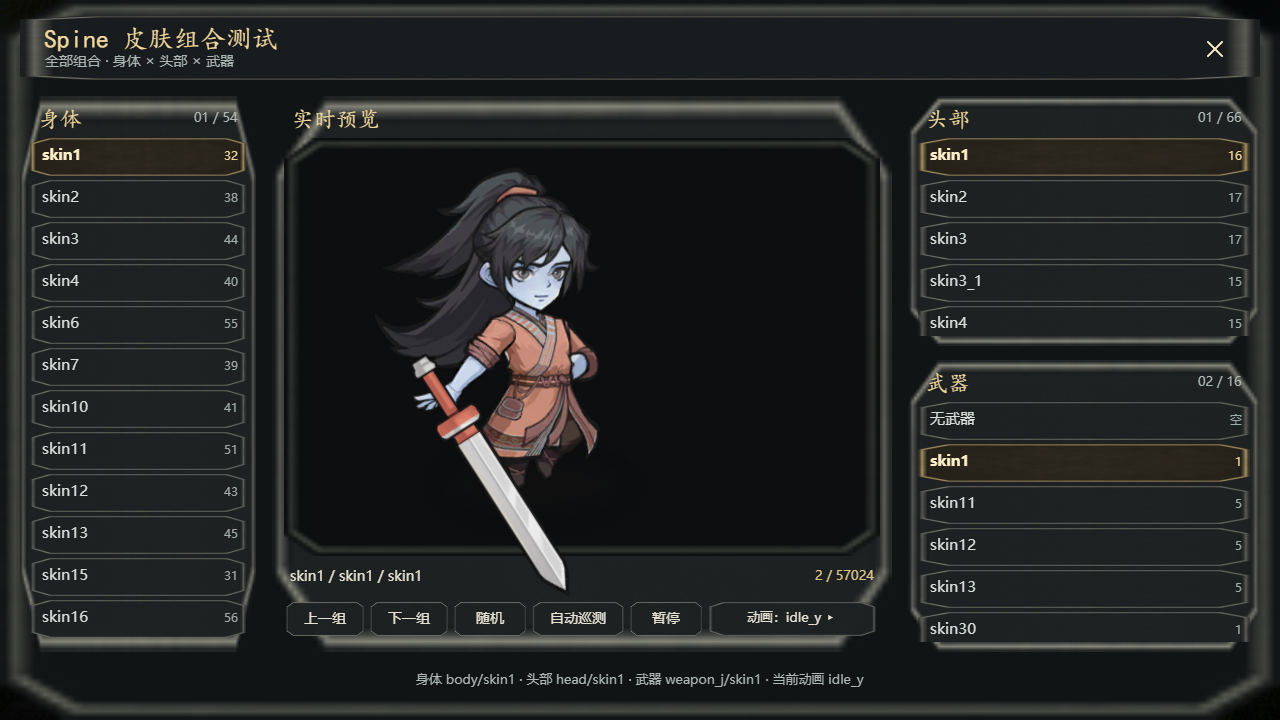 Spine 皮肤组合测试
全部组合 · 身体 × 头部 × 武器
身体 01 / 54
skin1 32
skin2 38
skin3 44
skin4 40
skin6 55
skin7 39
skin10 41
skin11 51
skin12 43
skin13 45
skin15 31
skin16 56
实时预览
skin1 / skin1 / skin1 2 / 57024
上一组 下一组 随机 自动巡测 暂停 动画: idle_y ▸
头部 01 / 66
skin1 16
skin2 17
skin3 17
skin3_1 15
skin4 15
武器 02 / 16
无武器 空
skin1 1
skin11 5
skin12 5
skin13 5
skin30 1
身体 body/skin1 · 头部 head/skin1 · 武器 weapon_j/skin1 · 当前动画 idle_y